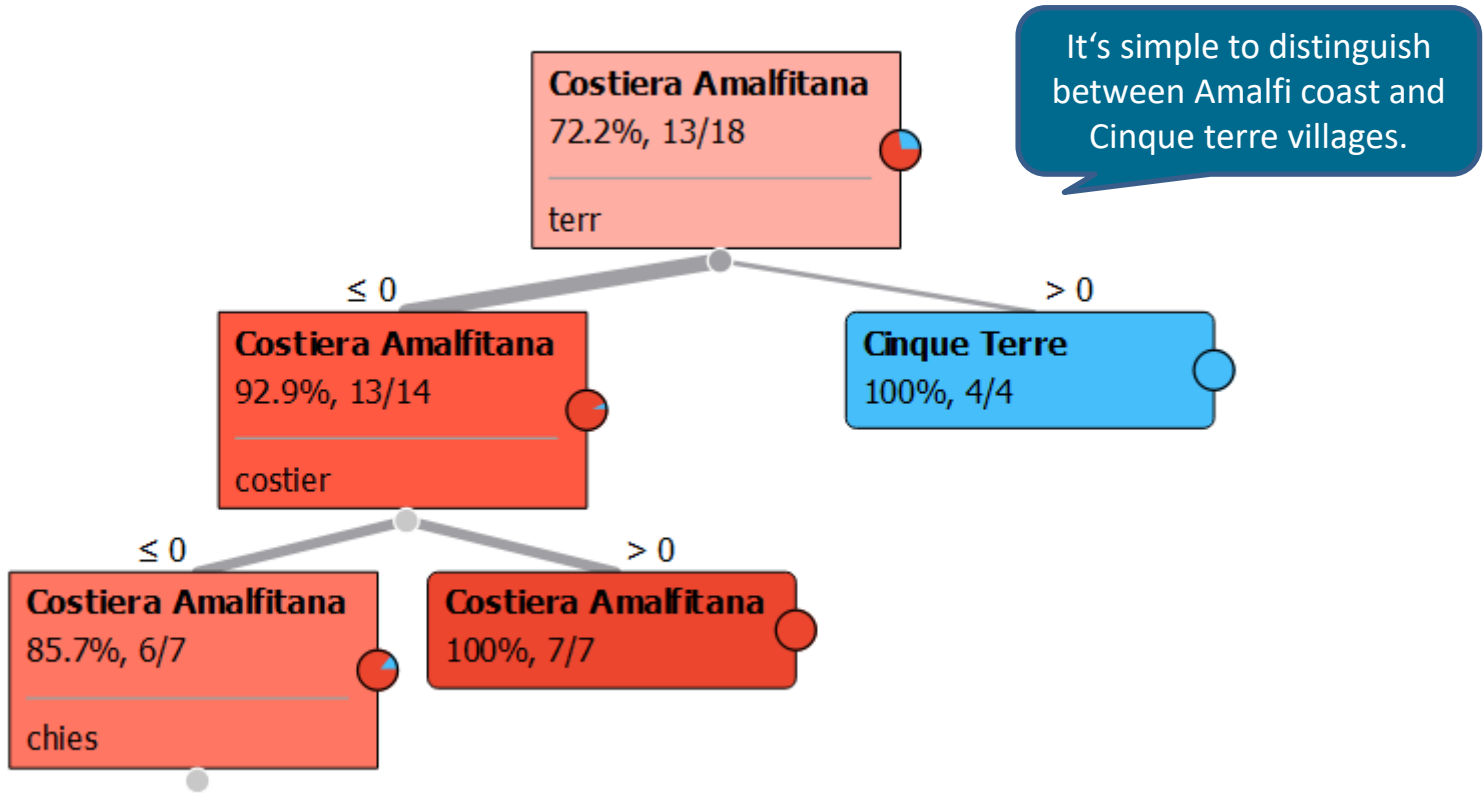 It‘s simple to distinguish
between Amalfi coast and
Cinque terre villages.
Costiera Amalfitana
72.2%, 13/18
terr
≤ 0
> 0
Costiera Amalfitana
92.9%, 13/14
costier
Cinque Terre
100%, 4/4
≤ 0
> 0
Costiera Amalfitana
85.7%, 6/7
chies
Costiera Amalfitana
100%, 7/7